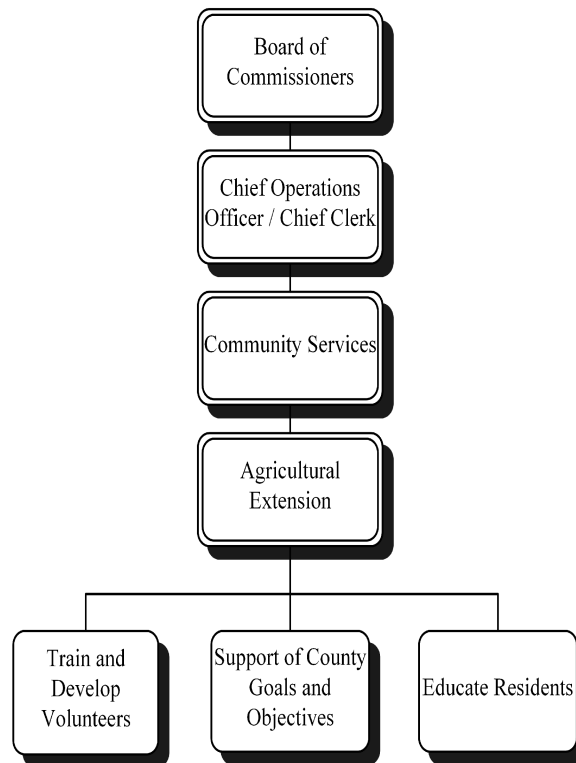 Board of
Commissioners
Chief Operations
Officer / Chief Clerk
Community Services
Agricultural
Extension
Train and
Develop
Volunteers
Support of County
Goals and
Objectives
Educate Residents